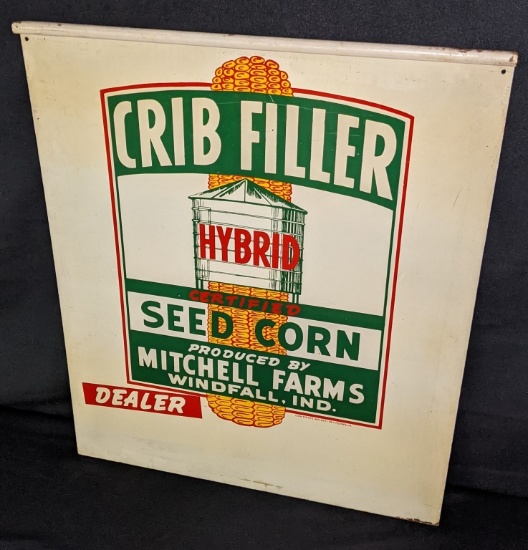 CRIB FILLER
HYBRID
CERTIFIED
SEED CORN
PRODUCED BY
MITCHELL FARMS
WINDFALL, IND.
DEALER